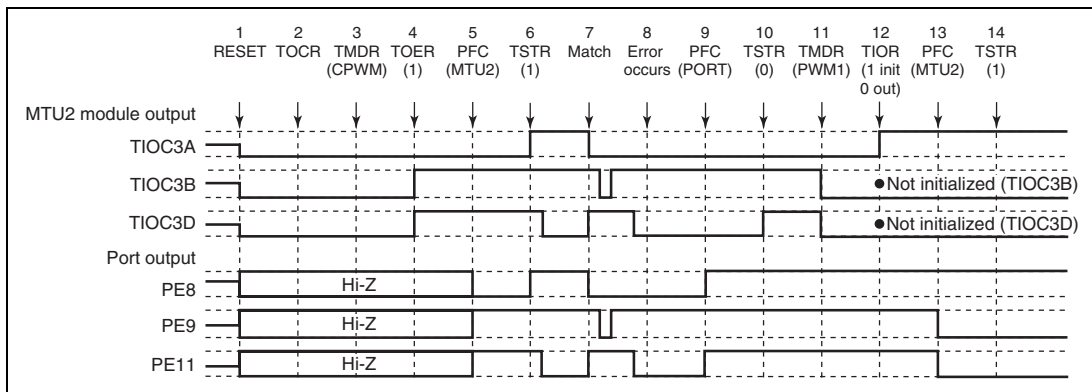 1 2 3 4 5 6 7 8 9 10 11 12 13 14
RESET TOCR TMDR TOER PFC TSTR Match Error PFC TSTR TMDR TIOR PFC TSTR
(CPWM) (1) (MTU2) (1) occurs (PORT) (0) (PWM1) (1 init (MTU2) (1)
0 out)
MTU2 module output
TIOC3A
TIOC3B
●Not initialized (TIOC3B)
TIOC3D
●Not initialized (TIOC3D)
Port output
PE8
Hi-Z
PE9
Hi-Z
PE11
Hi-Z